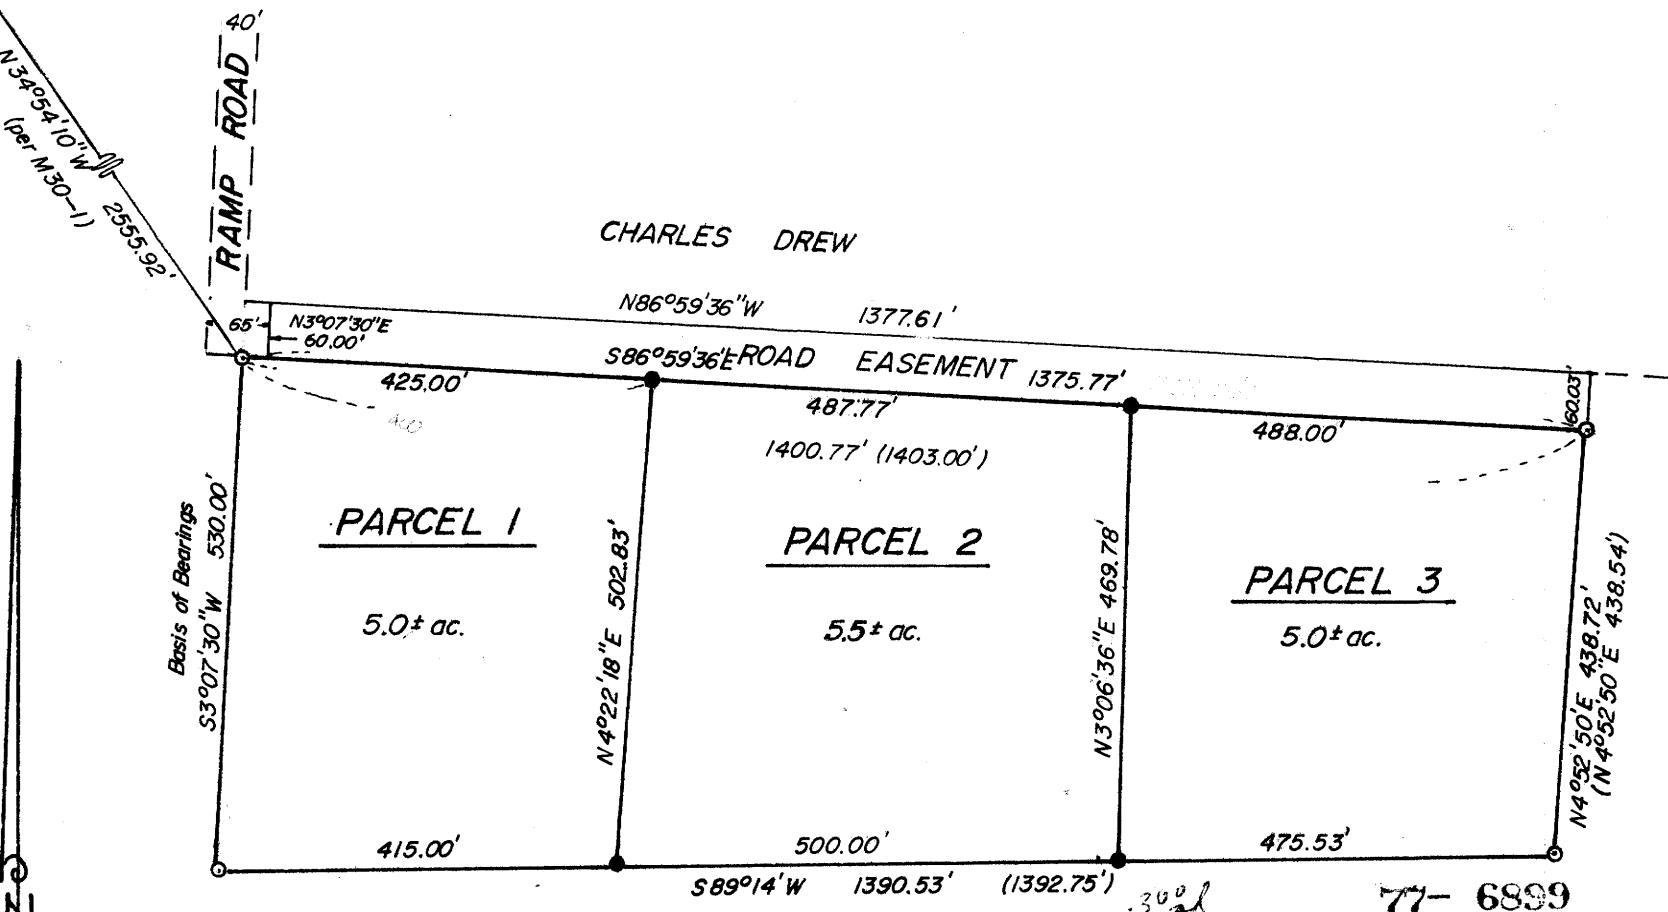 40'
RAMP ROAD
N34°54'10"W
(per M30-1)
2555.92'
CHARLES DREW
N86°59'36"W 1377.61'
65'
N3°07'30"E
60.00'
S86°59'36"E ROAD EASEMENT 1375.77'
60.03'
425.00'
487.77'
488.00'
1400.77' (1403.00')
400
Basis of Bearings
S3°07'30"W 530.00'
PARCEL 1
5.0± ac.
N4°22'18"E 502.83'
PARCEL 2
5.5± ac.
N3°06'36"E 469.78'
PARCEL 3
5.0± ac.
N4°52'50'E 438.72'
(N4°52'50"E 438.54')
415.00'
500.00'
475.53'
S89°14'W 1390.53' (1392.75')
77- 6899